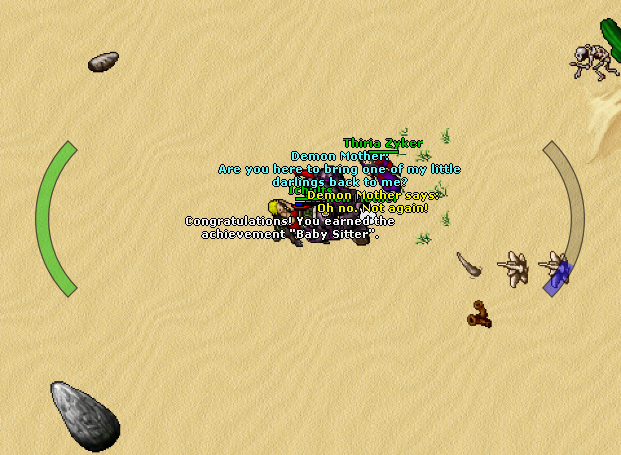 Thiria Zyker
Demon Mother:
Are you here to bring one of my little
darlings back to me?
Demon Mother says:
Oh no. Not again!
Congratulations! You earned the
achievement "Baby Sitter".